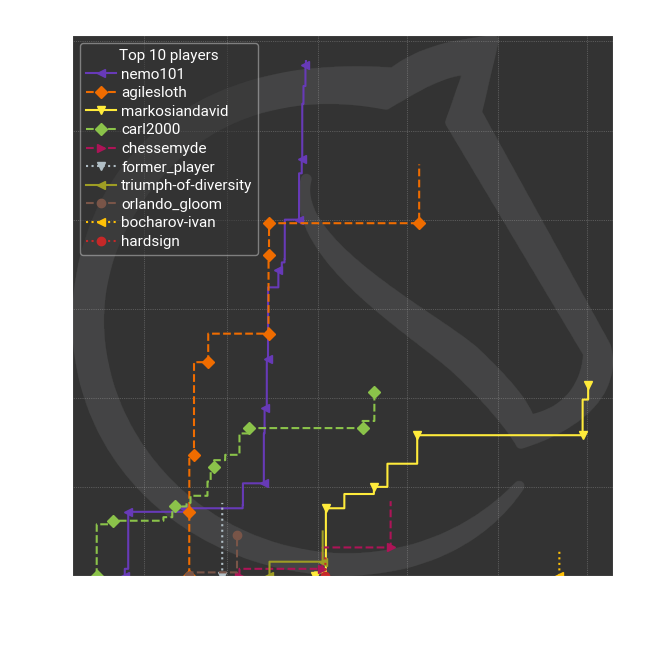 Top 10 players
nemo101
agilesloth
markosiandavid
carl2000
chessemyde
former_player
triumph-of-diversity
orlando_gloom
bocharov-ivan
hardsign